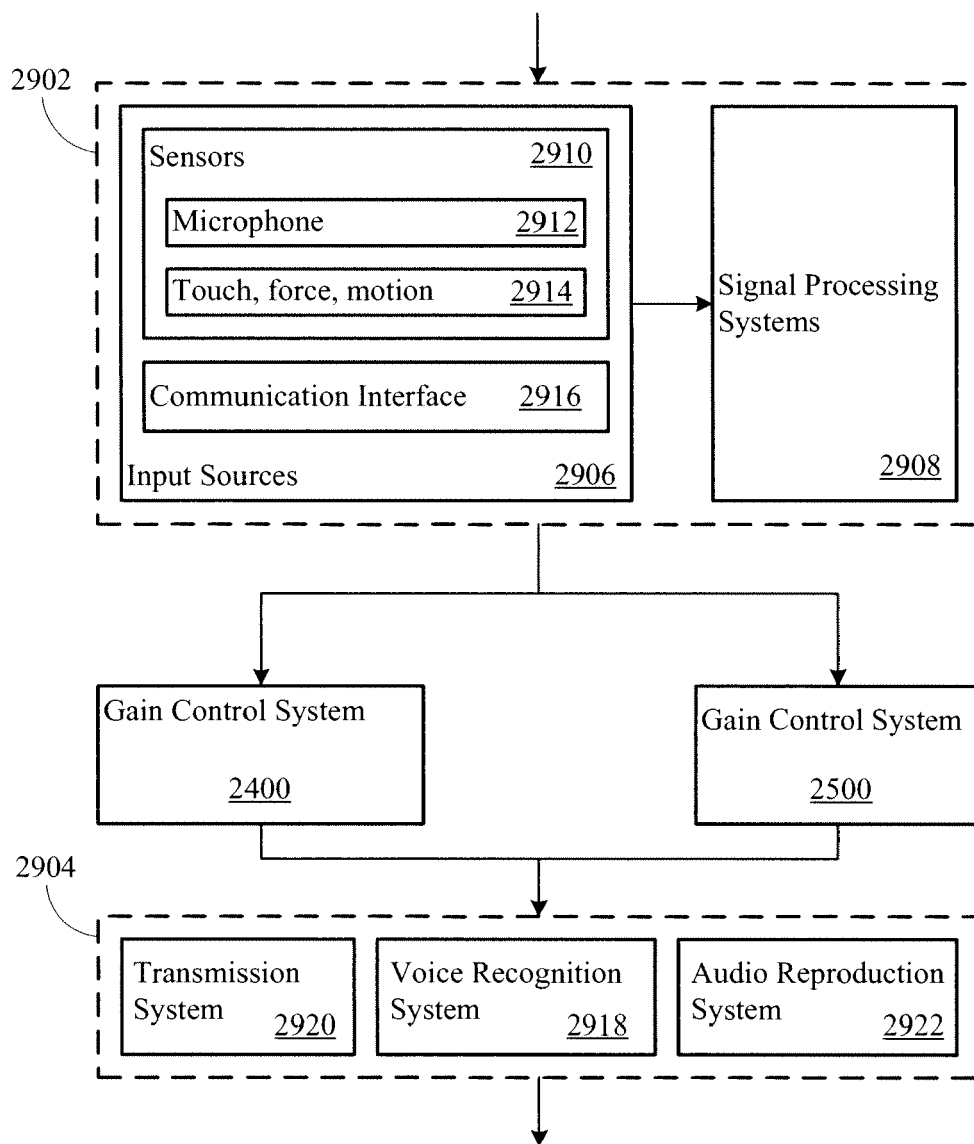 2902
Sensors 2910
Microphone 2912
Touch, force, motion 2914
Communication Interface 2916
Input Sources 2906
Signal Processing
Systems
2908
Gain Control System
2400
Gain Control System
2500
2904
Transmission
System
2920
Voice Recognition
System
2918
Audio Reproduction
System
2922